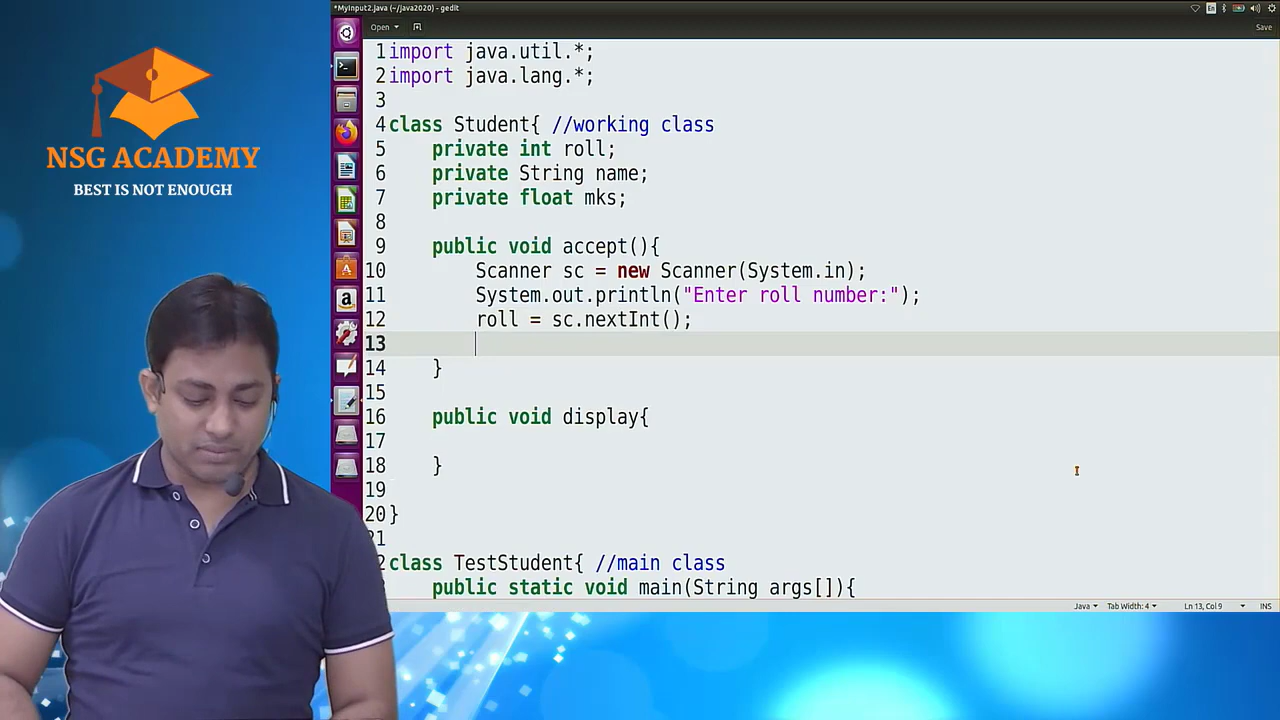 *MyInput2.java (~/java2020) - gedit
En
Open
Save
NSG ACADEMY
BEST IS NOT ENOUGH
1 import java.util.*;
2 import java.lang.*;
3
4 class Student{ //working class
5 private int roll;
6 private String name;
7 private float mks;
8
9 public void accept(){
10 Scanner sc = new Scanner(System.in);
11 System.out.println("Enter roll number:");
12 roll = sc.nextInt();
13
14 }
15
16 public void display{
17
18 }
19
20 }
21
2 class TestStudent{ //main class
public static void main(String args[]){
Java Tab Width: 4 Ln 13, Col 9 INS